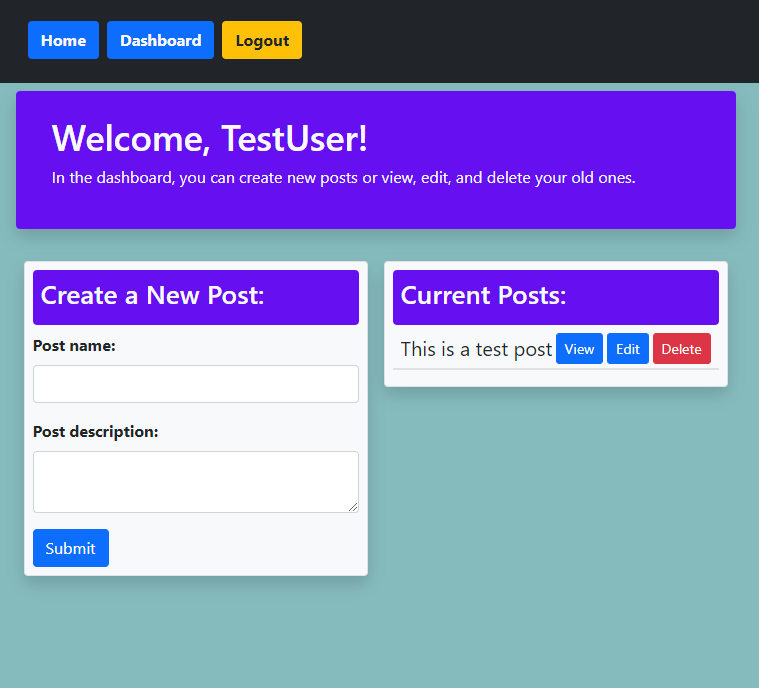 Home Dashboard Logout
Welcome, TestUser!
In the dashboard, you can create new posts or view, edit, and delete your old ones.
Create a New Post:
Post name:
Post description:
Submit
Current Posts:
This is a test post View Edit Delete